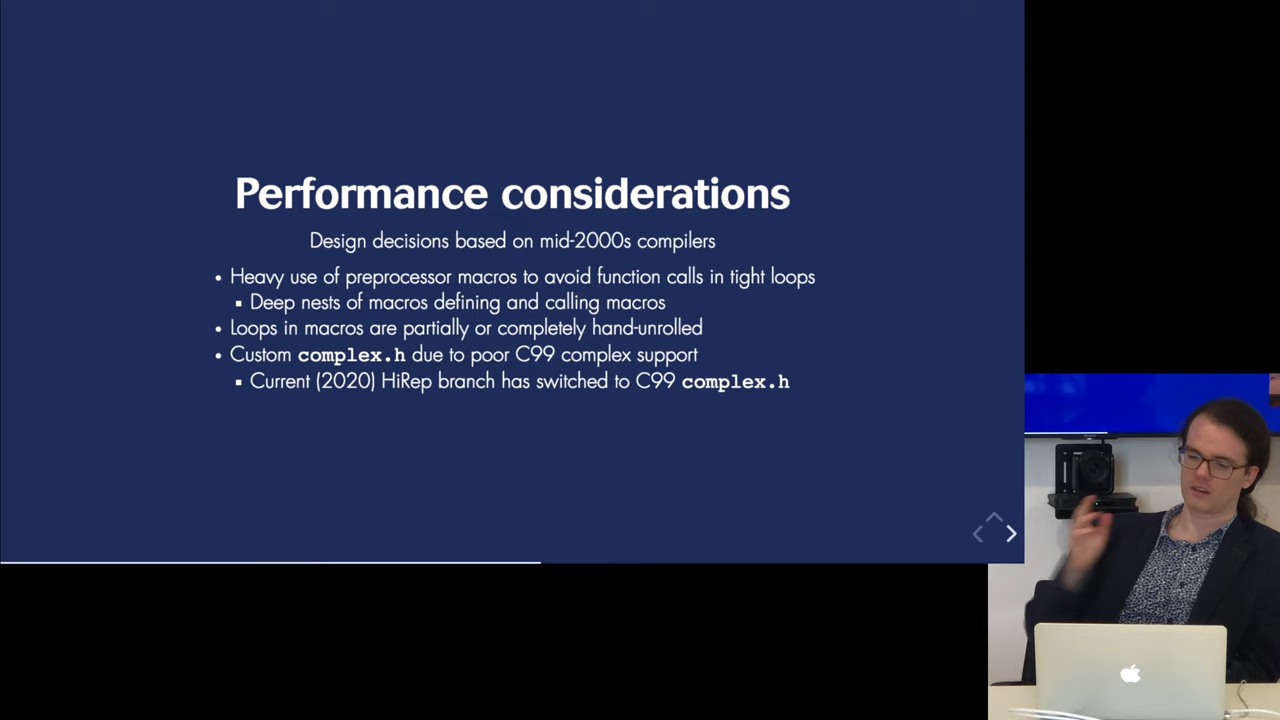 Performance considerations
Design decisions based on mid-2000s compilers
• Heavy use of preprocessor macros to avoid function calls in tight loops
▪ Deep nests of macros defining and calling macros
• Loops in macros are partially or completely hand-unrolled
• Custom complex.h due to poor C99 complex support
▪ Current (2020) HiRep branch has switched to C99 complex.h